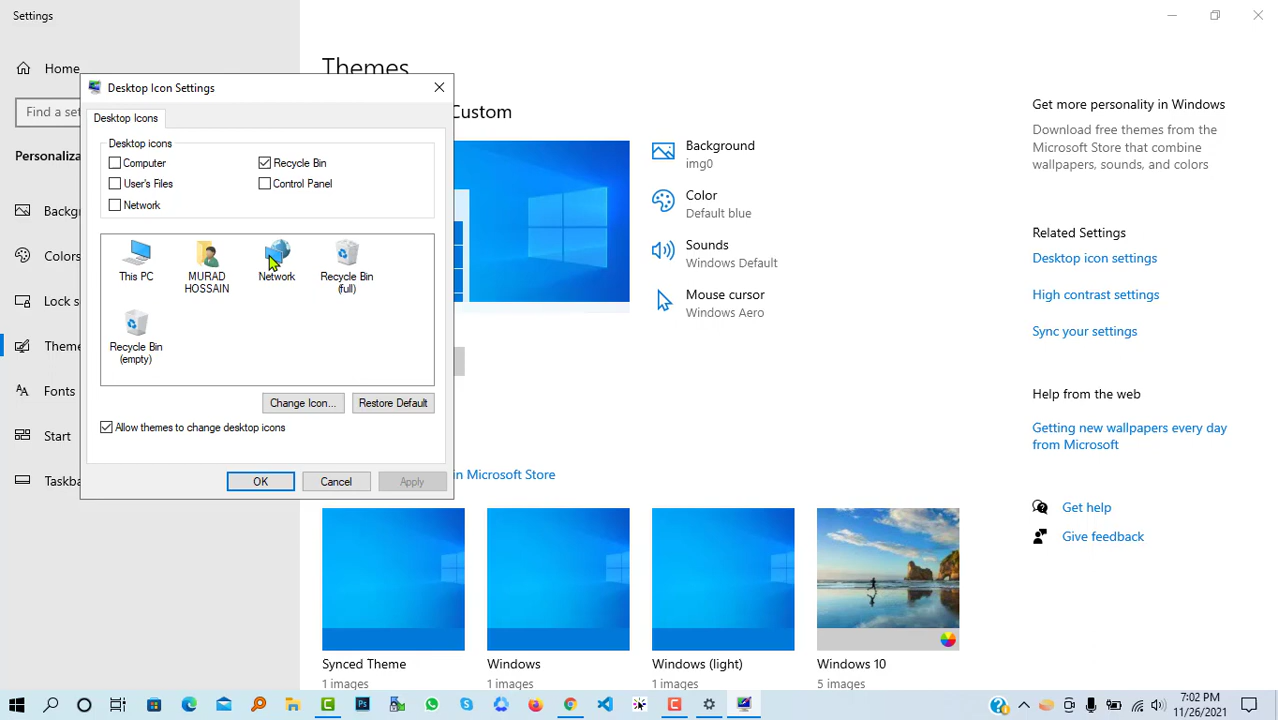 Settings
Home
Find a set
Personaliza
Backg
Colors
Lock s
Theme
Fonts
Start
Taskba
Desktop Icon Settings
Desktop Icons
Desktop icons
Computer
Recycle Bin
User's Files
Control Panel
Network
This PC
MURAD
HOSSAIN
Network
Recycle Bin
(full)
Recycle Bin
(empty)
Change Icon...
Restore Default
Allow themes to change desktop icons
OK
Cancel
Apply
Themes
Custom
Background
img0
Color
Default blue
Sounds
Windows Default
Mouse cursor
Windows Aero
in Microsoft Store
Synced Theme
1 images
Windows
1 images
Windows (light)
1 images
Windows 10
5 images
Get more personality in Windows
Download free themes from the
Microsoft Store that combine
wallpapers, sounds, and colors
Related Settings
Desktop icon settings
High contrast settings
Sync your settings
Help from the web
Getting new wallpapers every day
from Microsoft
Get help
Give feedback
7:02 PM
11/26/2021